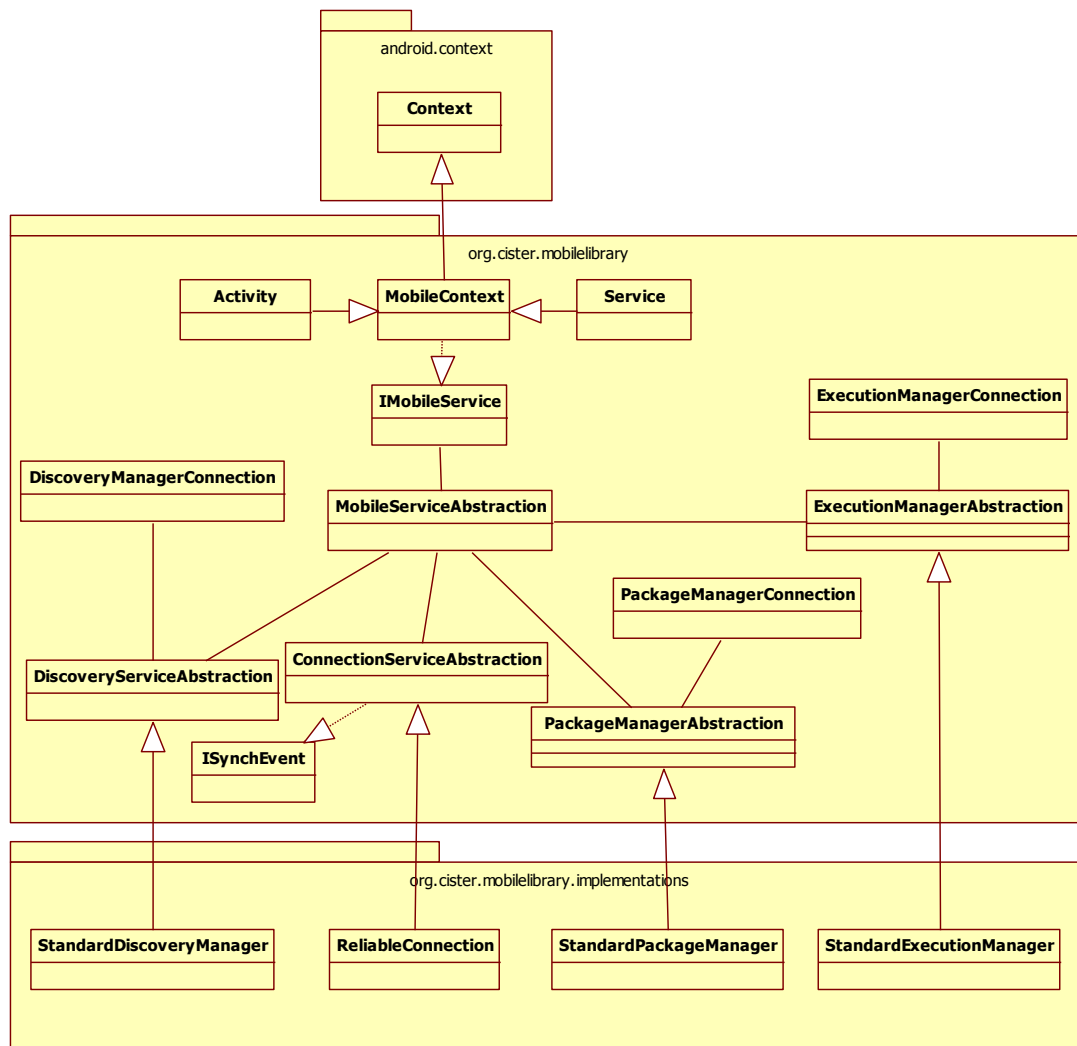 android.context
Context
org.cister.mobilelibrary
Activity
MobileContext
Service
IMobileService
ExecutionManagerConnection
DiscoveryManagerConnection
MobileServiceAbstraction
ExecutionManagerAbstraction
PackageManagerConnection
ConnectionServiceAbstraction
DiscoveryServiceAbstraction
PackageManagerAbstraction
ISynchEvent
org.cister.mobilelibrary.implementations
StandardDiscoveryManager
ReliableConnection
StandardPackageManager
StandardExecutionManager